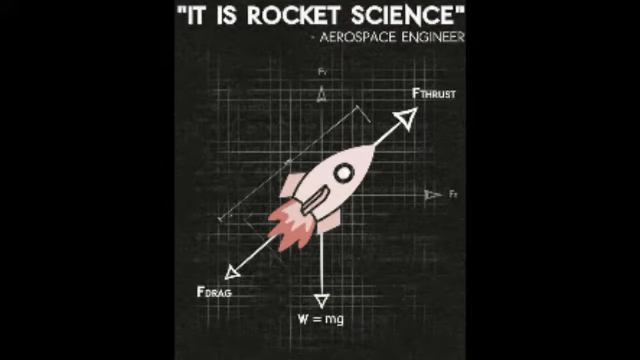 "IT IS ROCKET SCIENCE"
- AEROSPACE ENGINEER
FTHRUST
FDRAG
W = mg